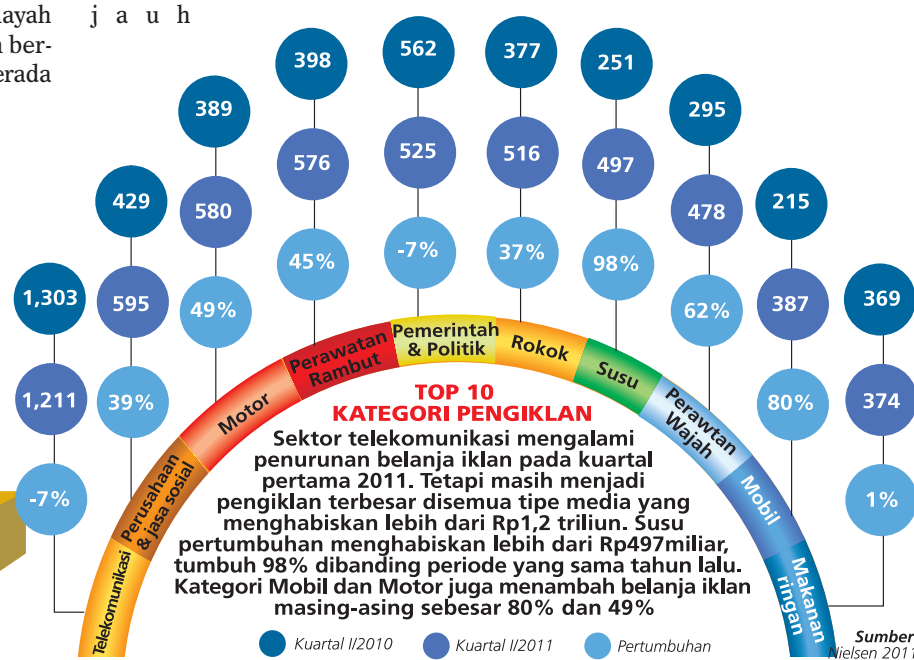 ayah j a u h
n ber-
erada
1,303
1,211
-7%
Telekomunikasi
429
595
39%
Perusahaan
& jasa sosial
389
580
49%
Motor
398
576
45%
Perawatan
Rambut
562
525
-7%
Pemerintah
& Politik
377
516
37%
Rokok
251
497
98%
Susu
295
478
62%
Perawtan
Wajah
215
387
80%
Mobil
369
374
1%
Makanan
ringan
TOP 10
KATEGORI PENGIKLAN
Sektor telekomunikasi mengalami
penurunan belanja iklan pada kuartal
pertama 2011. Tetapi masih menjadi
pengiklan terbesar disemua tipe media yang
menghabiskan lebih dari Rp1,2 triliun. Susu
pertumbuhan menghabiskan lebih dari Rp497miliar,
tumbuh 98% dibanding periode yang sama tahun lalu.
Kategori Mobil dan Motor juga menambah belanja iklan
masing-asing sebesar 80% dan 49%
Kuartal I/2010
Kuartal I/2011
Pertumbuhan
Sumber
Nielsen 2011